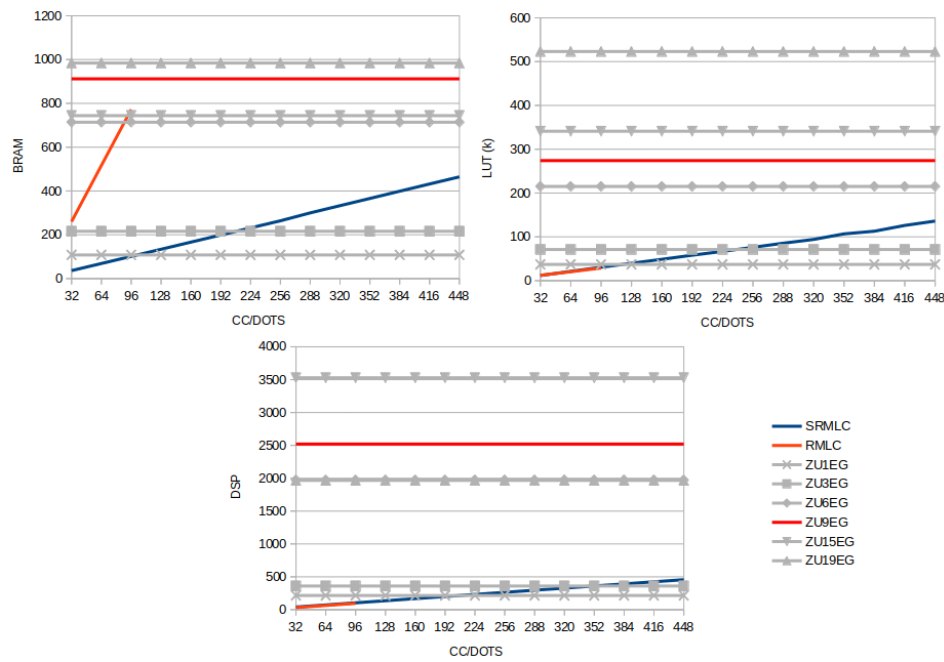 1200
1000
800
600
400
200
0
BRAM
32 64 96 128 160 192 224 256 288 320 352 384 416 448
CC/DOTS
600
500
400
300
200
100
0
LUT (k)
32 64 96 128 160 192 224 256 288 320 352 384 416 448
CC/DOTS
4000
3500
3000
2500
2000
1500
1000
500
0
DSP
32 64 96 128 160 192 224 256 288 320 352 384 416 448
CC/DOTS
SRMLC
RMLC
ZU1EG
ZU3EG
ZU6EG
ZU9EG
ZU15EG
ZU19EG